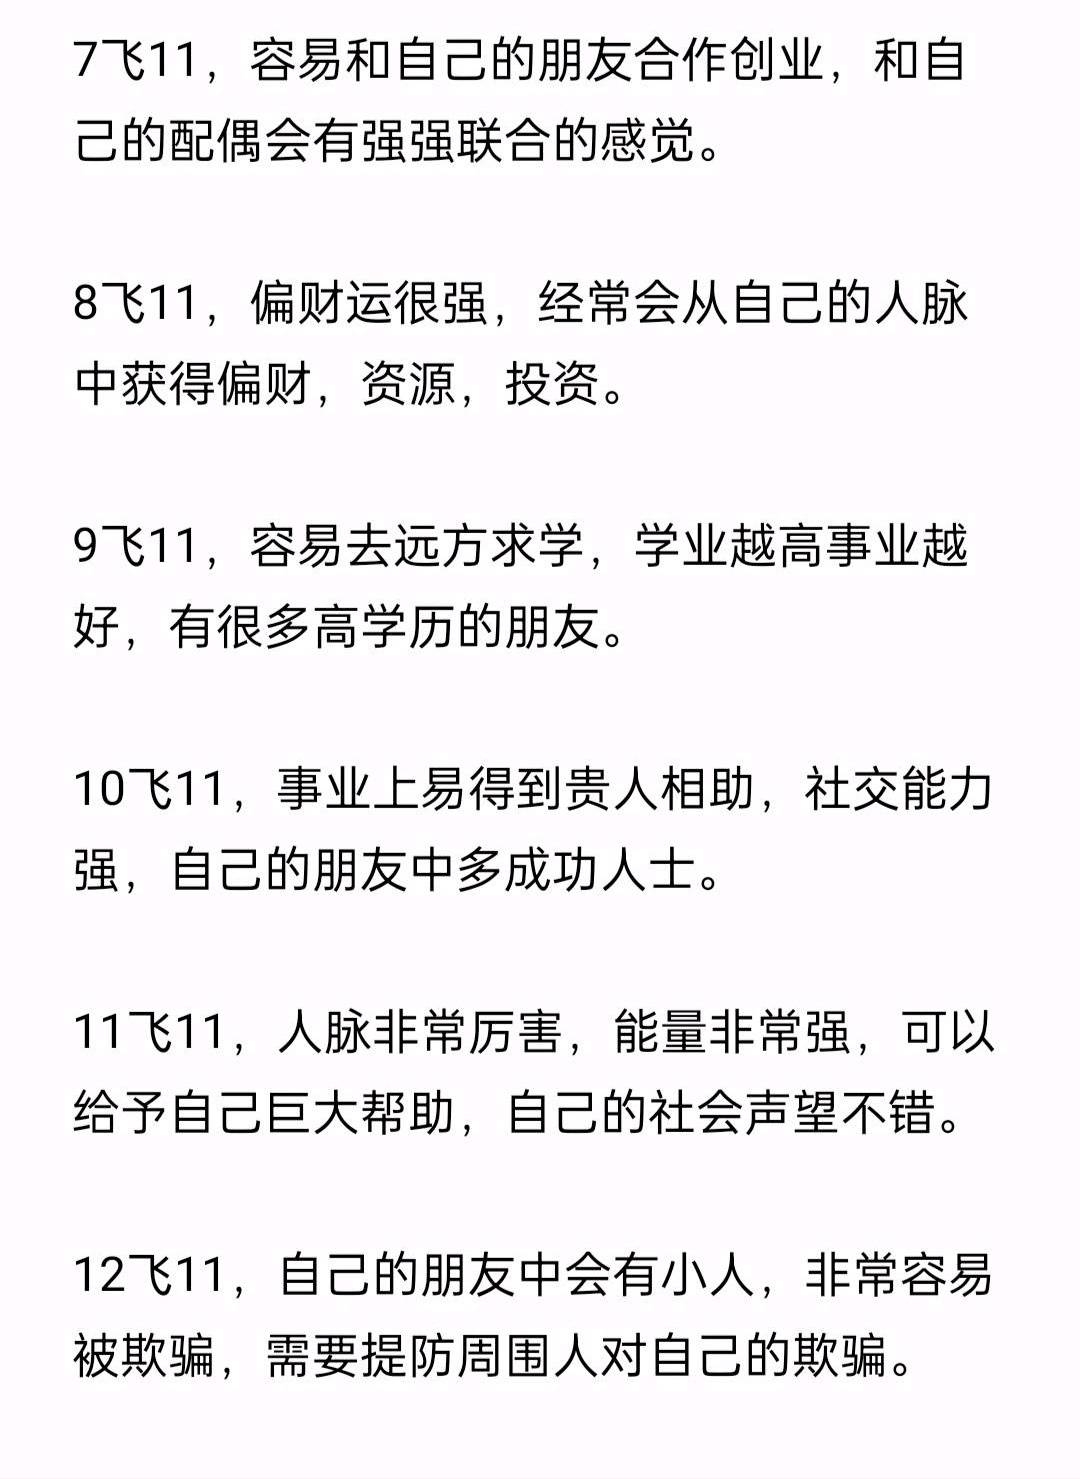 7飞11，容易和自己的朋友合作创业，和自
己的配偶会有强强联合的感觉。
8飞11，偏财运很强，经常会从自己的人脉
中获得偏财，资源，投资。
9飞11，容易去远方求学，学业越高事业越
好，有很多高学历的朋友。
10飞11，事业上易得到贵人相助，社交能力
强，自己的朋友中多成功人士。
11飞11，人脉非常厉害，能量非常强，可以
给予自己巨大帮助，自己的社会声望不错。
12飞11，自己的朋友中会有小人，非常容易
被欺骗，需要提防周围人对自己的欺骗。